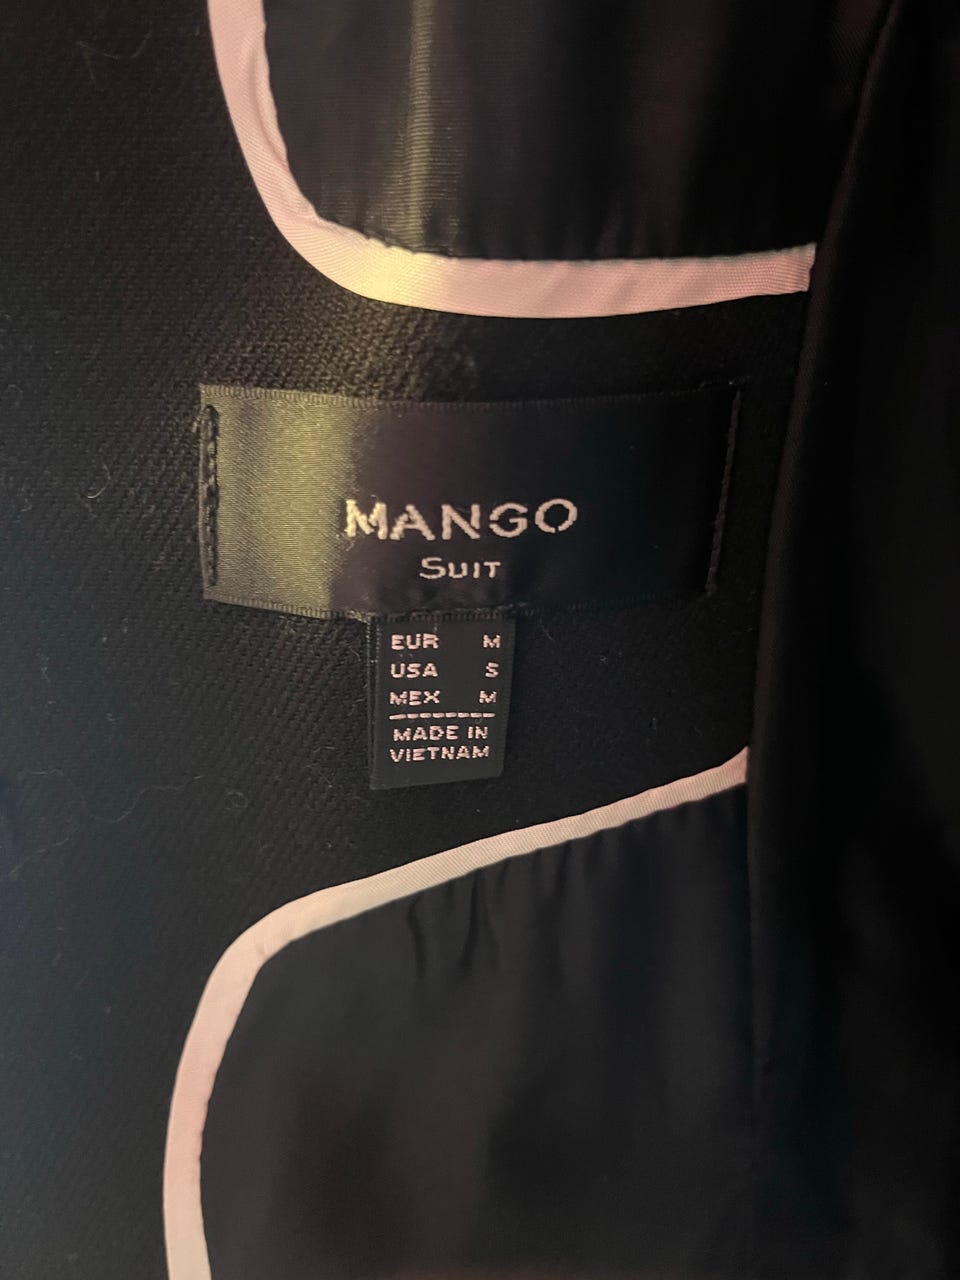 MANGO
SUIT
EUR M
USA S
MEX M
MADE IN
VIETNAM